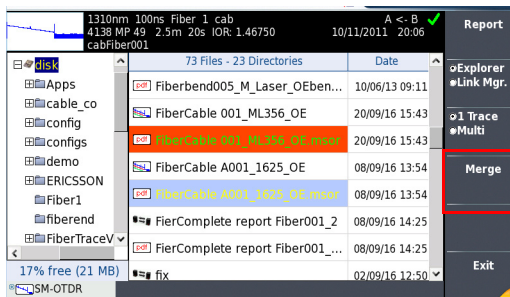 1310nm 100ns Fiber 1 cab A <- B
4138 MP 49 2.5m 20s IOR: 1.46750 10/11/2011 20:06
cabFiber001
Report
disk
73 Files - 23 Directories Date
Apps
Fiberbend005_M_Laser_OEben... 10/06/13 09:11
Explorer
Link Mgr.
cable_co
FiberCable 001_ML356_OE 20/09/16 15:43
config
1 Trace
Multi
configs
FiberCable 001_ML356_OE.msor 20/09/16 15:43
demo
FiberCable A001_1625_OE 08/09/16 13:54
Merge
ERICSSON
Fiber1
FiberCable A001_1625_OE.msor 08/09/16 13:54
fiberend
FierComplete report Fiber001_2 08/09/16 14:25
FiberTraceV
FierComplete report Fiber001_... 08/09/16 14:25
17% free (21 MB)
fix 02/09/16 12:50
Exit
SM-OTDR